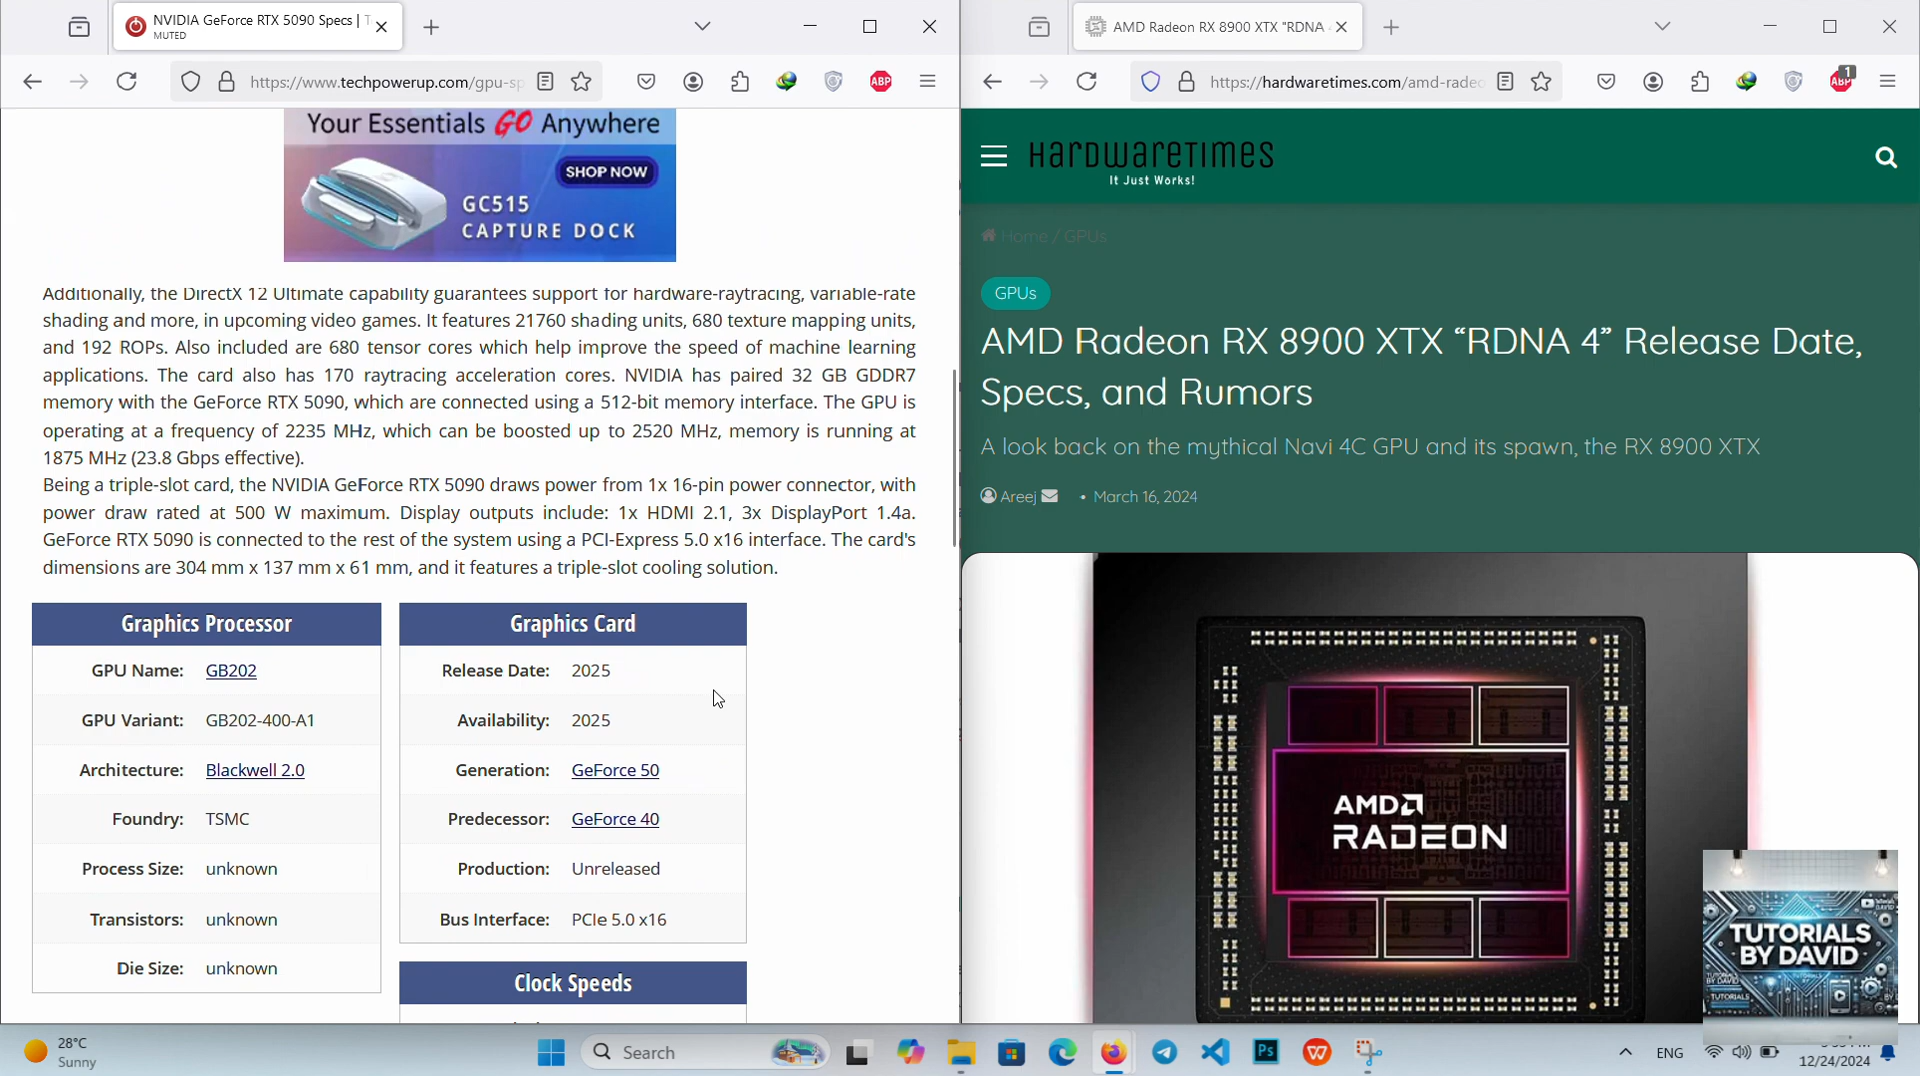 NVIDIA GeForce RTX 5090 Specs | T
MUTED
https://www.techpowerup.com/gpu-sp
ABP
Your Essentials GO Anywhere
SHOP NOW
GC515
CAPTURE DOCK
Additionally, the DirectX 12 Ultimate capability guarantees support for hardware-raytracing, variable-rate
shading and more, in upcoming video games. It features 21760 shading units, 680 texture mapping units,
and 192 ROPs. Also included are 680 tensor cores which help improve the speed of machine learning
applications. The card also has 170 raytracing acceleration cores. NVIDIA has paired 32 GB GDDR7
memory with the GeForce RTX 5090, which are connected using a 512-bit memory interface. The GPU is
operating at a frequency of 2235 MHz, which can be boosted up to 2520 MHz, memory is running at
1875 MHz (23.8 Gbps effective).
Being a triple-slot card, the NVIDIA GeForce RTX 5090 draws power from 1x 16-pin power connector, with
power draw rated at 500 W maximum. Display outputs include: 1x HDMI 2.1, 3x DisplayPort 1.4a.
GeForce RTX 5090 is connected to the rest of the system using a PCI-Express 5.0 x16 interface. The card's
dimensions are 304 mm x 137 mm x 61 mm, and it features a triple-slot cooling solution.
Graphics Processor
GPU Name: GB202
GPU Variant: GB202-400-A1
Architecture: Blackwell 2.0
Foundry: TSMC
Process Size: unknown
Transistors: unknown
Die Size: unknown
Graphics Card
Release Date: 2025
Availability: 2025
Generation: GeForce 50
Predecessor: GeForce 40
Production: Unreleased
Bus Interface: PCIe 5.0 x16
Clock Speeds
AMD Radeon RX 8900 XTX "RDNA 4
https://hardwaretimes.com/amd-radeo
ABP
1
HARDWARETIMES
It Just Works!
Home / GPUs
GPUs
AMD Radeon RX 8900 XTX “RDNA 4” Release Date,
Specs, and Rumors
A look back on the mythical Navi 4C GPU and its spawn, the RX 8900 XTX
Areej • March 16, 2024
AMD
RADEON
TUTORIALS
BY DAVID
TUTORIALS
28°C
Sunny
Search
Ps
ENG
12/24/2024